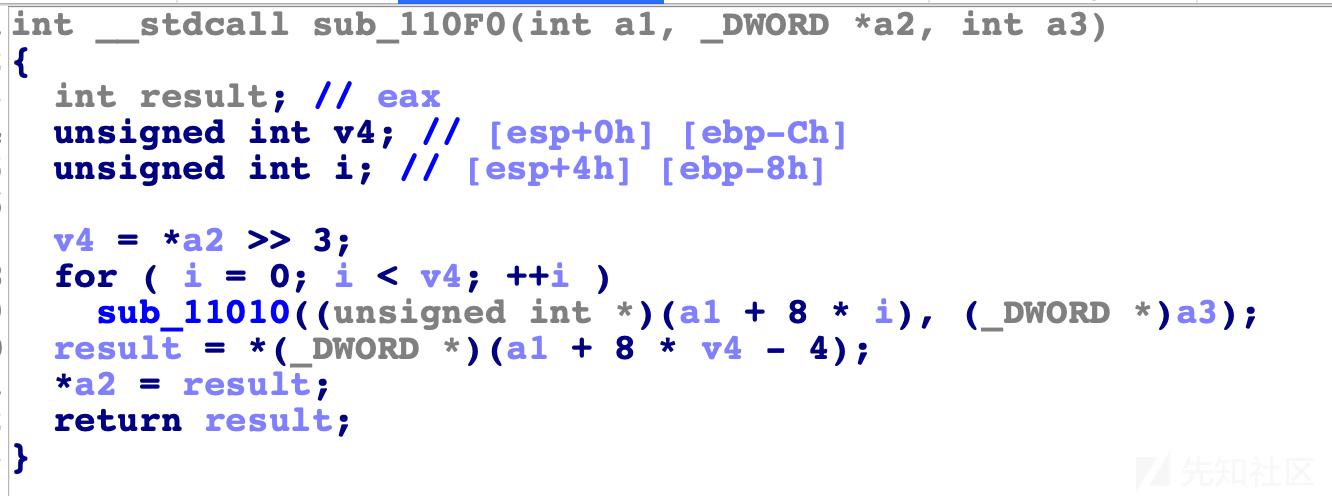 int __stdcall sub_110F0(int a1, _DWORD *a2, int a3)
{
  int result; // eax
  unsigned int v4; // [esp+0h] [ebp-Ch]
  unsigned int i; // [esp+4h] [ebp-8h]
  v4 = *a2 >> 3;
  for ( i = 0; i < v4; ++i )
    sub_11010((unsigned int *)(a1 + 8 * i), (_DWORD *)a3);
  result = *(_DWORD *)(a1 + 8 * v4 - 4);
  *a2 = result;
  return result;
}
先知社区